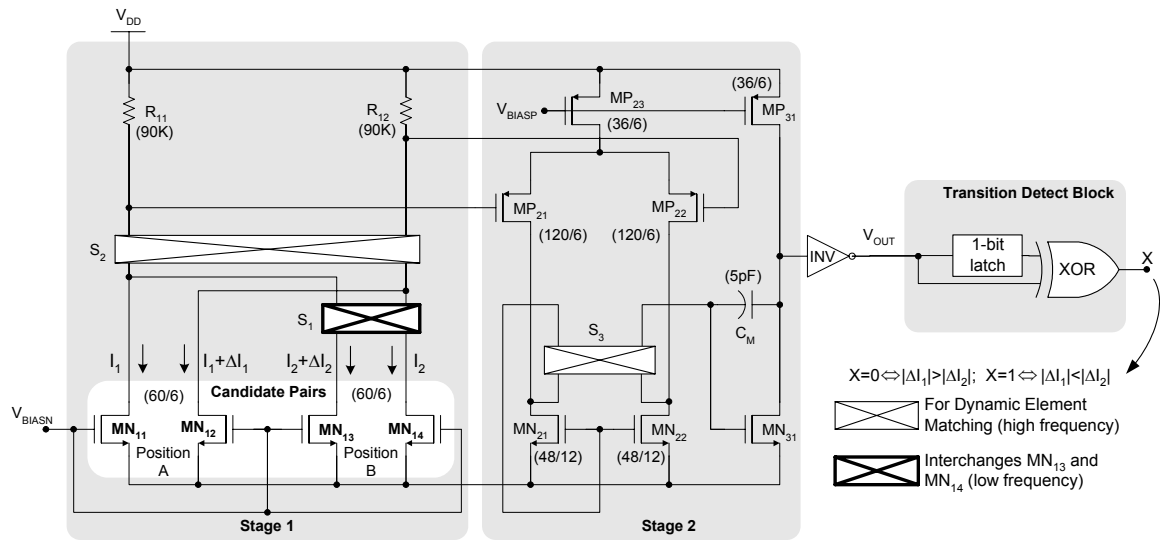 V_DD
R_11
(90K)
R_12
(90K)
S_2
S_1
I_1
I_1+ΔI_1
I_2+ΔI_2
I_2
Candidate Pairs
(60/6)
(60/6)
V_BIASN
MN_11
MN_12
MN_13
MN_14
Position
A
Position
B
Stage 1
V_BIASP
MP_23
(36/6)
(36/6)
MP_31
MP_21
(120/6)
MP_22
(120/6)
S_3
(5pF)
C_M
MN_21
(48/12)
MN_22
(48/12)
MN_31
Stage 2
INV
V_OUT
Transition Detect Block
1-bit
latch
XOR
X
X=0⇔|ΔI_1|>|ΔI_2|; X=1⇔|ΔI_1|<|ΔI_2|
For Dynamic Element
Matching (high frequency)
Interchanges MN_13 and
MN_14 (low frequency)